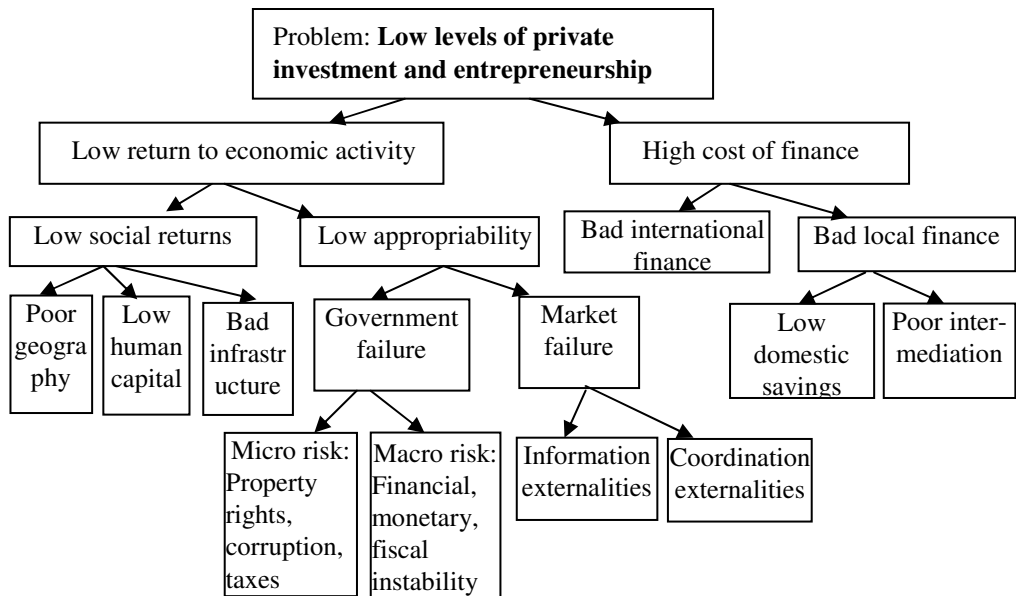 Problem: Low levels of private
investment and entrepreneurship
Low return to economic activity
High cost of finance
Low social returns
Low appropriability
Bad international
finance
Bad local finance
Poor
geogra
phy
Low
human
capital
Bad
infrastr
ucture
Government
failure
Market
failure
Low
domestic
savings
Poor inter-
mediation
Micro risk:
Property
rights,
corruption,
taxes
Macro risk:
Financial,
monetary,
fiscal
instability
Information
externalities
Coordination
externalities